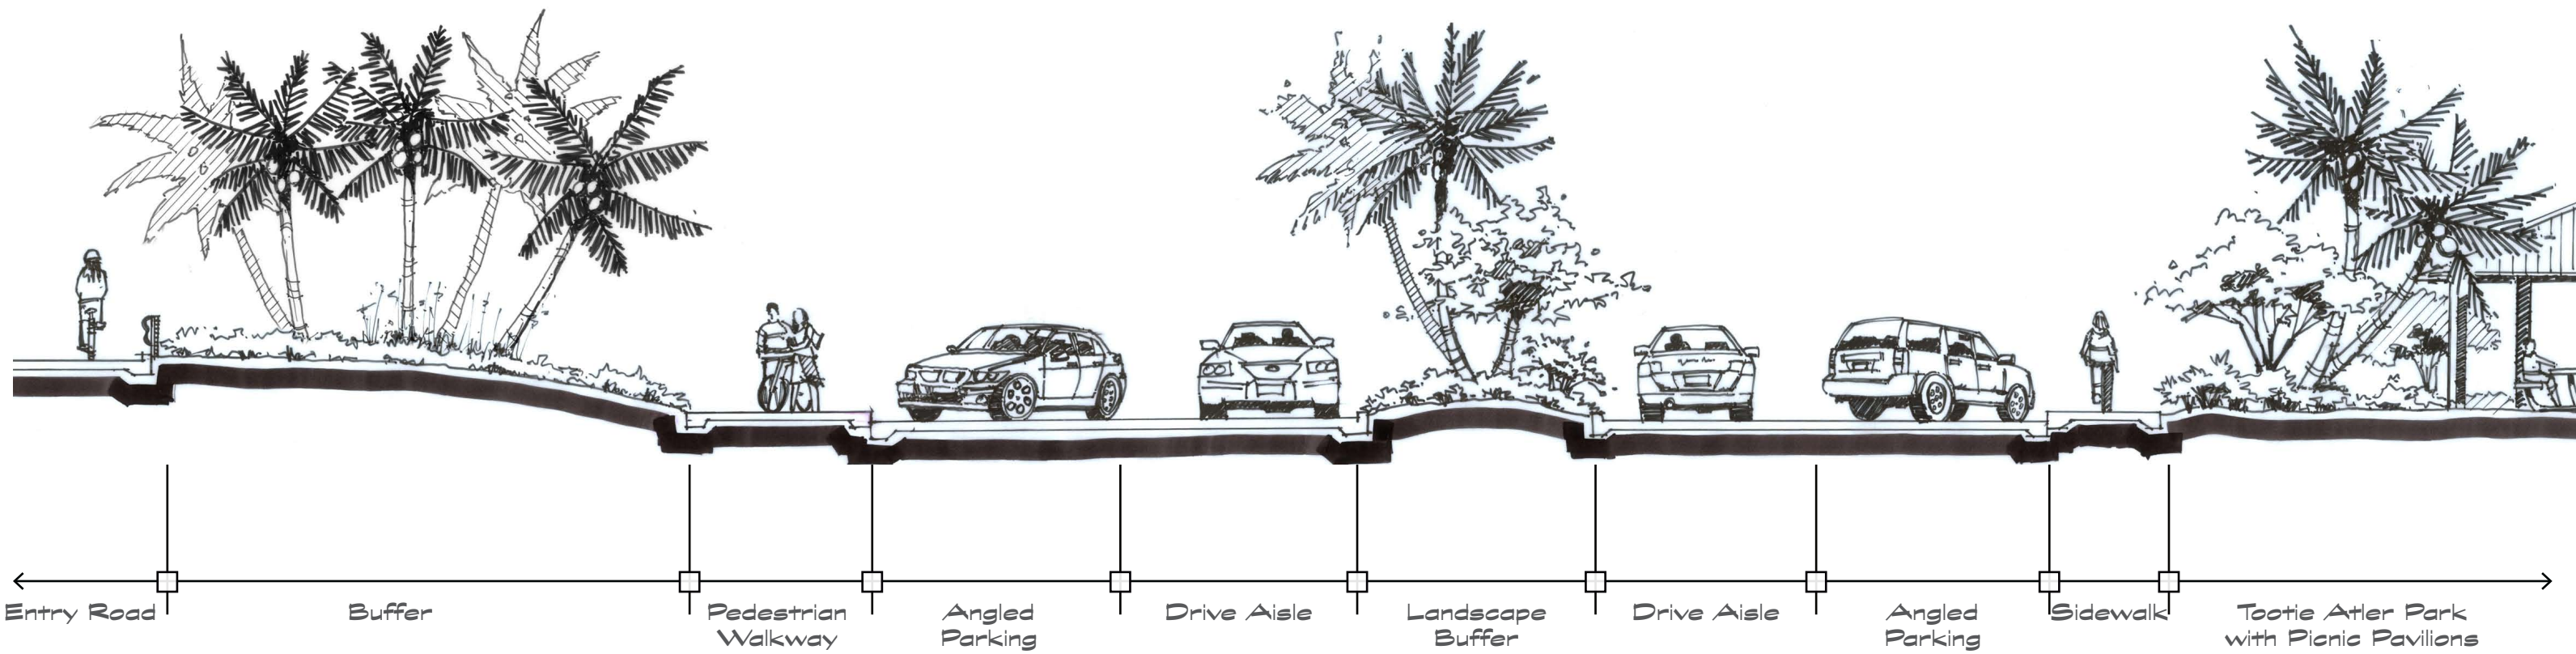 Entry Road
Buffer
Pedestrian
Walkway
Angled
Parking
Drive Aisle
Landscape
Buffer
Drive Aisle
Angled
Parking
Sidewalk
Tootie Atler Park
with Picnic Pavilions